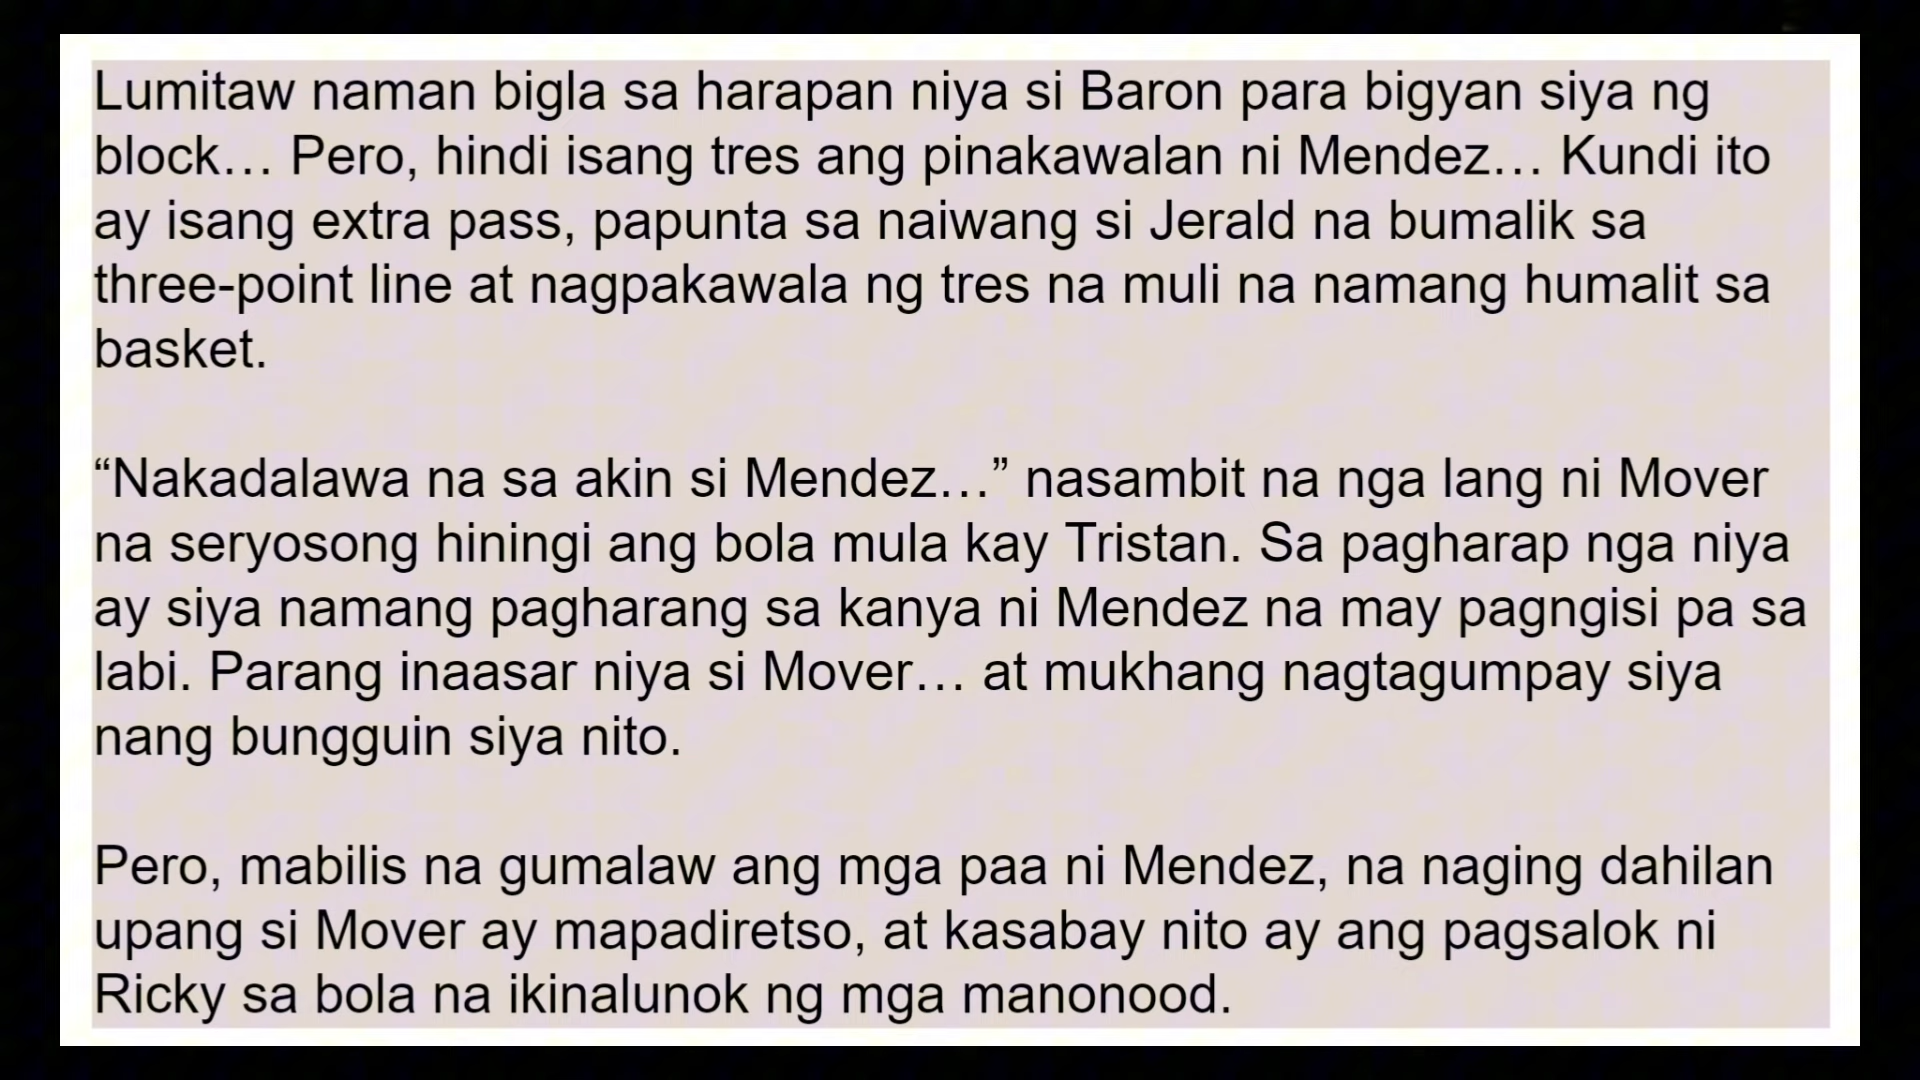 Lumitaw naman bigla sa harapan niya si Baron para bigyan siya ng
block… Pero, hindi isang tres ang pinakawalan ni Mendez… Kundi ito
ay isang extra pass, papunta sa naiwang si Jerald na bumalik sa
three-point line at nagpakawala ng tres na muli na namang humalit sa
basket.
“Nakadalawa na sa akin si Mendez…” nasambit na nga lang ni Mover
na seryosong hiningi ang bola mula kay Tristan. Sa pagharap nga niya
ay siya namang pagharang sa kanya ni Mendez na may pagngisi pa sa
labi. Parang inaasar niya si Mover… at mukhang nagtagumpay siya
nang bungguin siya nito.
Pero, mabilis na gumalaw ang mga paa ni Mendez, na naging dahilan
upang si Mover ay mapadiretso, at kasabay nito ay ang pagsalok ni
Ricky sa bola na ikinalunok ng mga manonood.